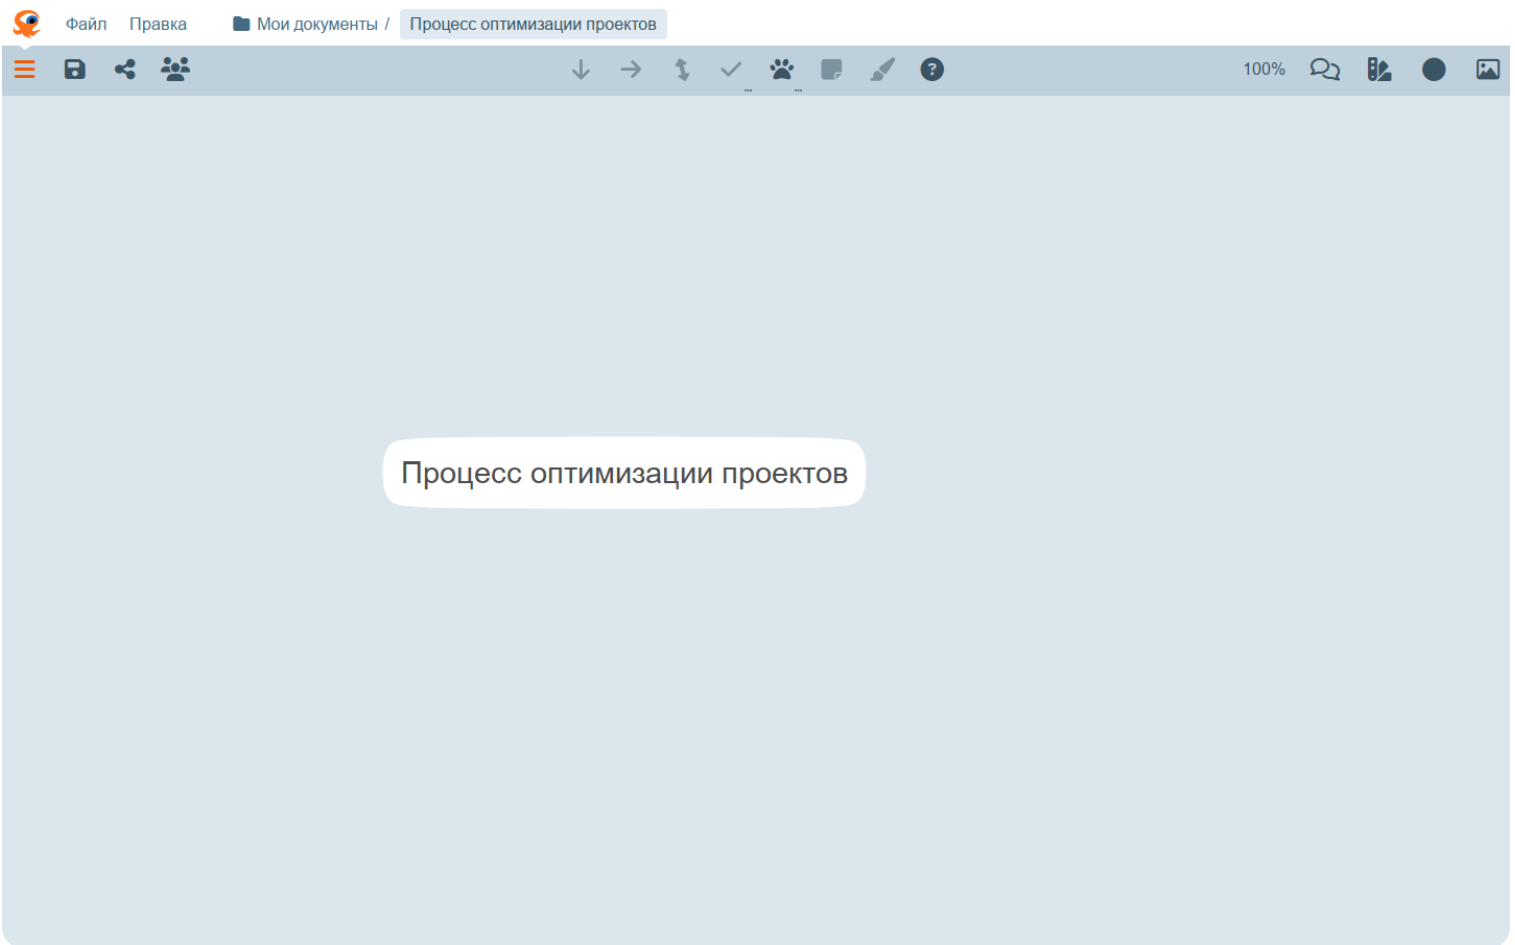 Файл Правка Мои документы / Процесс оптимизации проектов
100%
Процесс оптимизации проектов